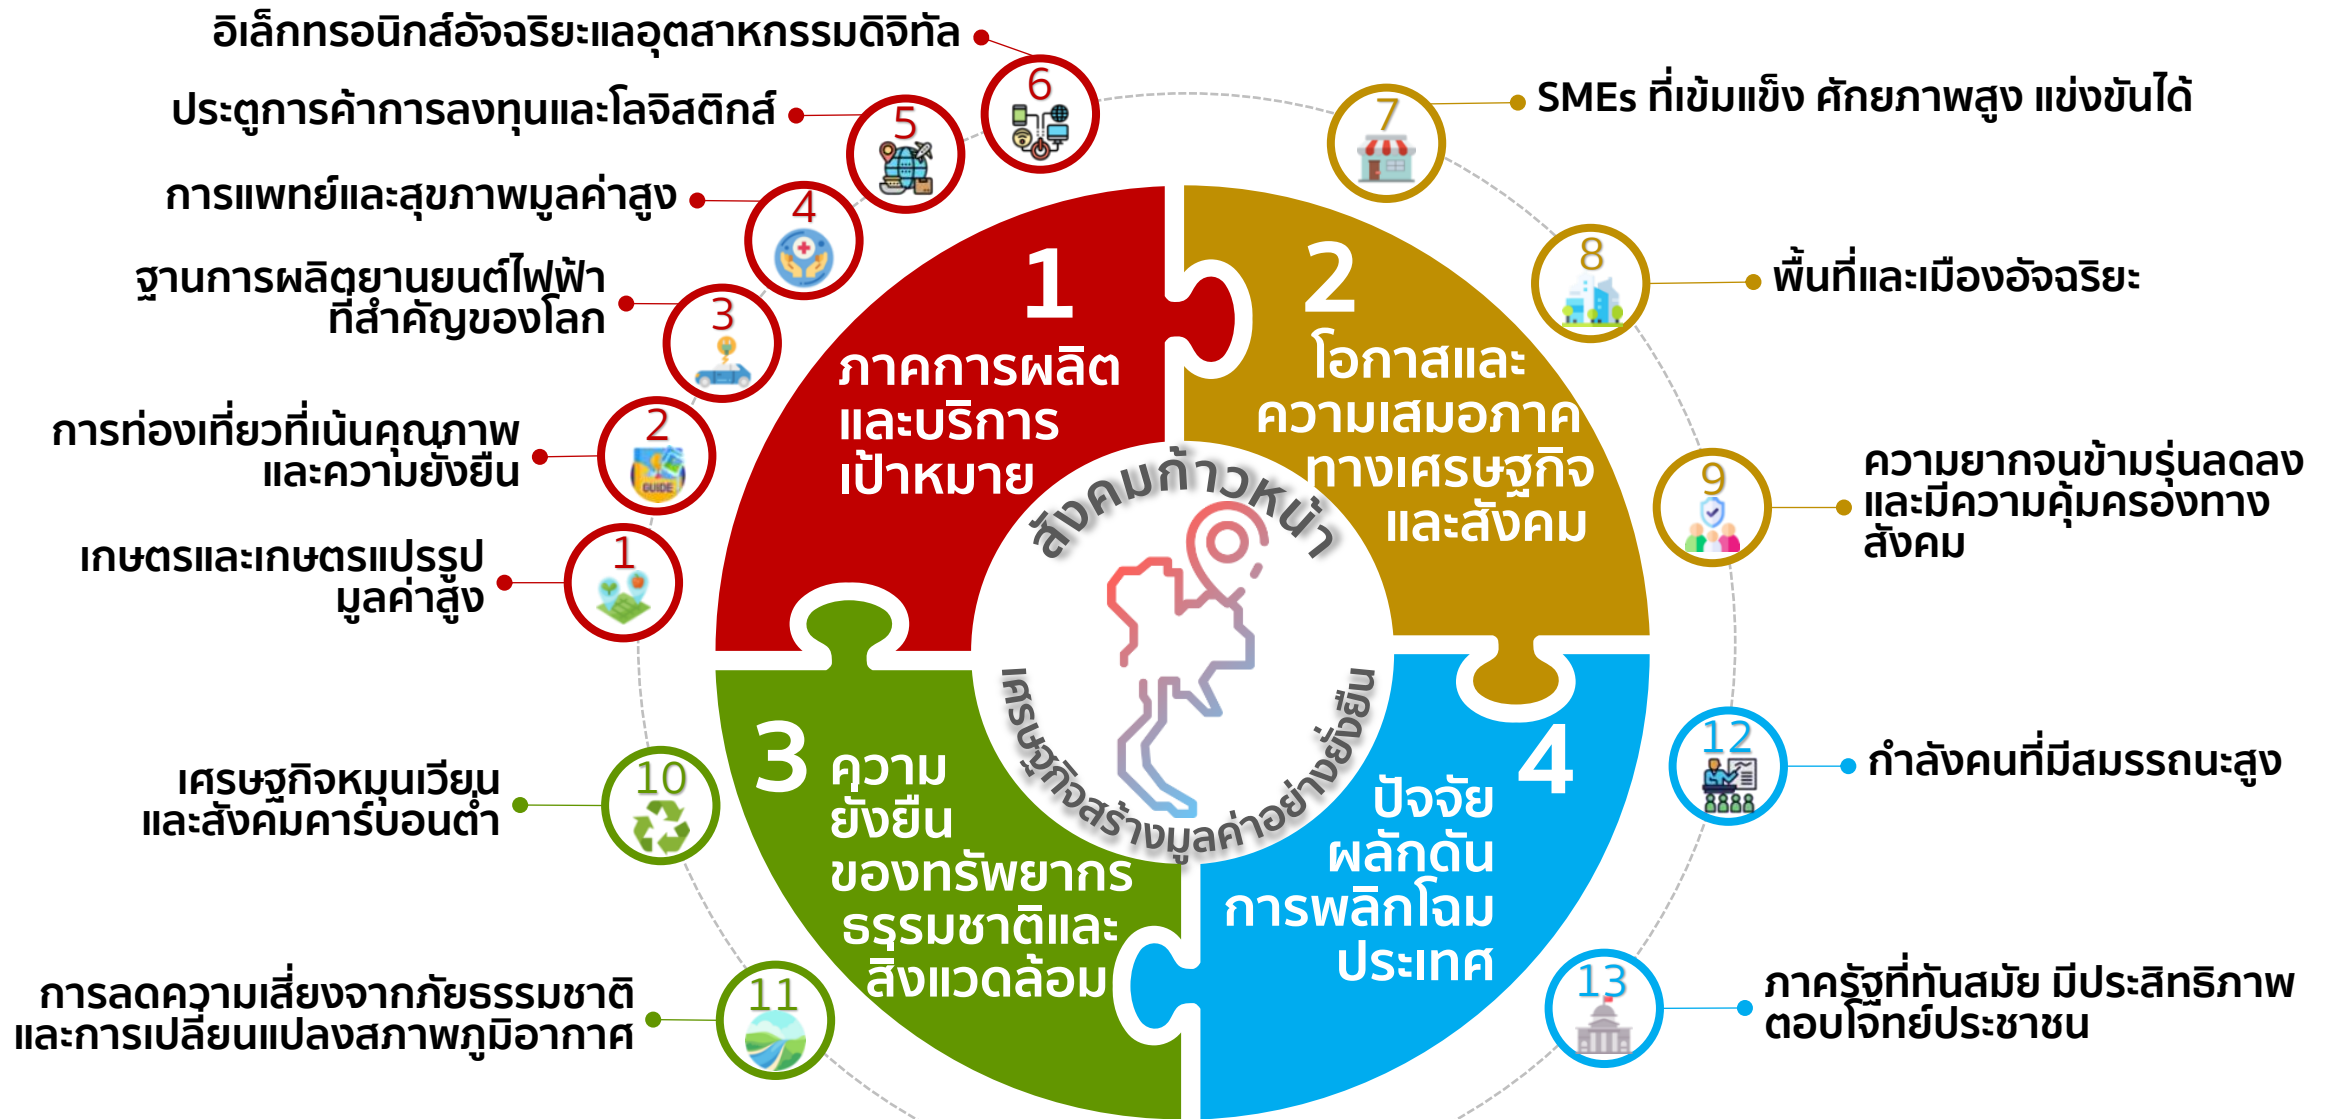 อิเล็กทรอนิกส์อัจฉริยะแลอุตสาหกรรมดิจิทัล
6
ประตูการค้าการลงทุนและโลจิสติกส์
5
การแพทย์และสุขภาพมูลค่าสูง
4
ฐานการผลิตยานยนต์ไฟฟ้า
ที่สำคัญของโลก
3
การท่องเที่ยวที่เน้นคุณภาพ
และความยั่งยืน
2
GUIDE
เกษตรและเกษตรแปรรูป
มูลค่าสูง
1
7
SMEs ที่เข้มแข็ง ศักยภาพสูง แข่งขันได้
8
พื้นที่และเมืองอัจฉริยะ
9
ความยากจนข้ามรุ่นลดลง
และมีความคุ้มครองทาง
สังคม
1
ภาคการผลิต
และบริการ
เป้าหมาย
2
โอกาสและ
ความเสมอภาค
ทางเศรษฐกิจ
และสังคม
สังคมก้าวหน้า
เศรษฐกิจสร้างมูลค่าอย่างยั่งยืน
3
ความ
ยั่งยืน
ของทรัพยากร
ธรรมชาติและ
สิ่งแวดล้อม
4
ปัจจัย
ผลักดัน
การพลิกโฉม
ประเทศ
เศรษฐกิจหมุนเวียน
และสังคมคาร์บอนต่ำ
10
การลดความเสี่ยงจากภัยธรรมชาติ
และการเปลี่ยนแปลงสภาพภูมิอากาศ
11
12
กำลังคนที่มีสมรรถนะสูง
13
ภาครัฐที่ทันสมัย มีประสิทธิภาพ
ตอบโจทย์ประชาชน